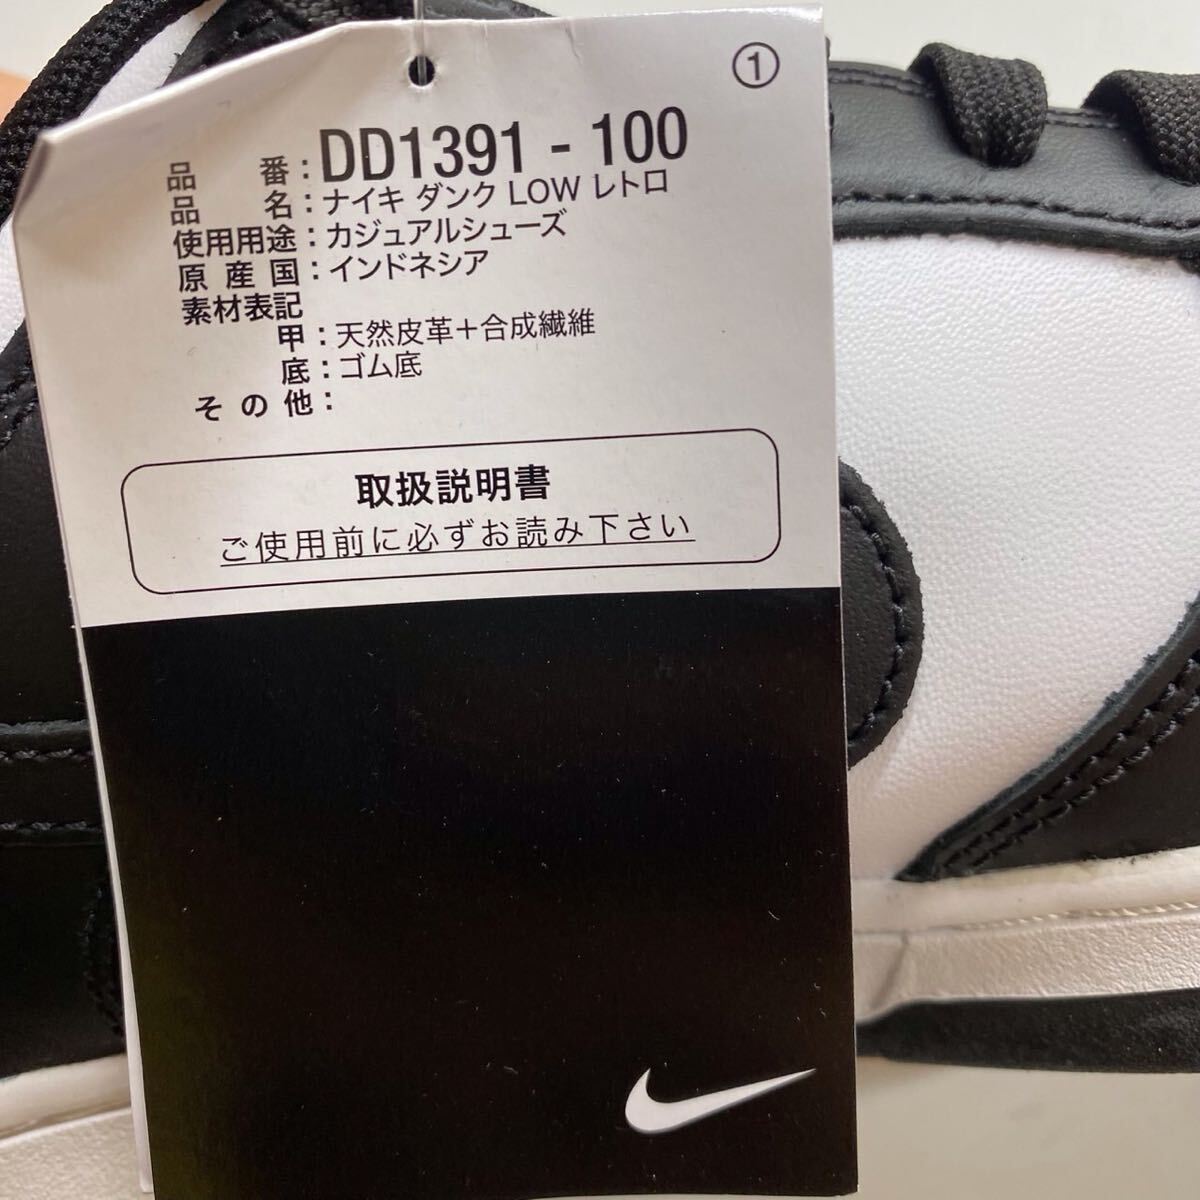 ①
品番：DD1391 - 100
品名：ナイキ ダンク LOW レトロ
使用用途：カジュアルシューズ
原産国：インドネシア
素材表記
甲：天然皮革＋合成繊維
底：ゴム底
その他：
取扱説明書
ご使用前に必ずお読み下さい